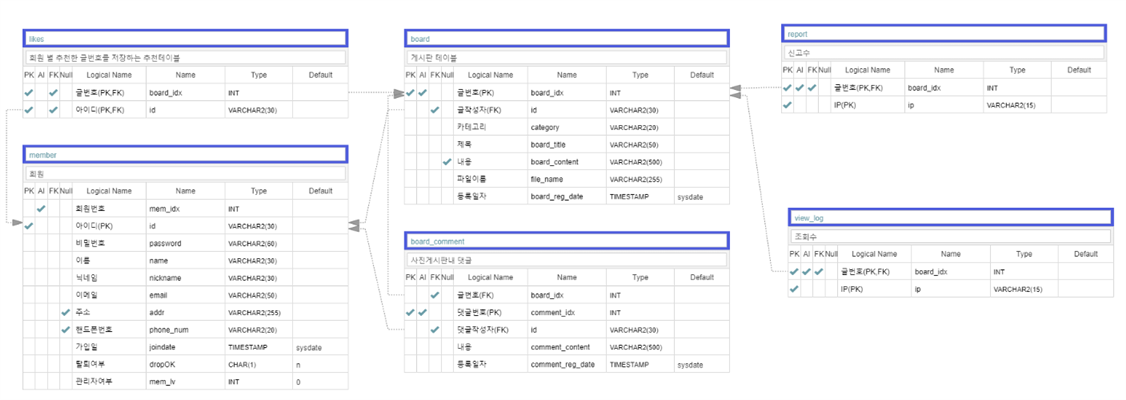 likes
회원 별 추천한 글번호를 저장하는 추천테이블
PK AI FK Null Logical Name Name Type Default
글번호(PK,FK) board_idx INT
아이디(PK,FK) id VARCHAR2(30)
member
회원
PK AI FK Null Logical Name Name Type Default
회원번호 mem_idx INT
아이디(PK) id VARCHAR2(30)
비밀번호 password VARCHAR2(60)
이름 name VARCHAR2(30)
닉네임 nickname VARCHAR2(30)
이메일 email VARCHAR2(50)
주소 addr VARCHAR2(255)
핸드폰번호 phone_num VARCHAR2(20)
가입일 joindate TIMESTAMP sysdate
탈퇴여부 dropOK CHAR(1) n
관리자여부 mem_lv INT 0
board
게시판 테이블
PK AI FK Null Logical Name Name Type Default
글번호(PK) board_idx INT
글작성자(FK) id VARCHAR2(30)
카테고리 category VARCHAR2(20)
제목 board_title VARCHAR2(50)
내용 board_content VARCHAR2(500)
파일이름 file_name VARCHAR2(255)
등록일자 board_reg_date TIMESTAMP sysdate
board_comment
사진게시판내 댓글
PK AI FK Null Logical Name Name Type Default
글번호(FK) board_idx INT
댓글번호(PK) comment_idx INT
댓글작성자(FK) id VARCHAR2(30)
내용 comment_content VARCHAR2(500)
등록일자 comment_reg_date TIMESTAMP sysdate
report
신고수
PK AI FK Null Logical Name Name Type Default
글번호(PK,FK) board_idx INT
IP(PK) ip VARCHAR2(15)
view_log
조회수
PK AI FK Null Logical Name Name Type Default
글번호(PK,FK) board_idx INT
IP(PK) ip VARCHAR2(15)